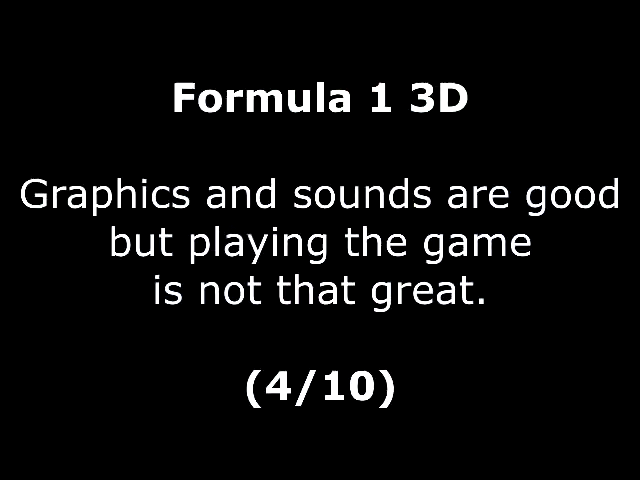 Formula 1 3D
Graphics and sounds are good
but playing the game
is not that great.
(4/10)